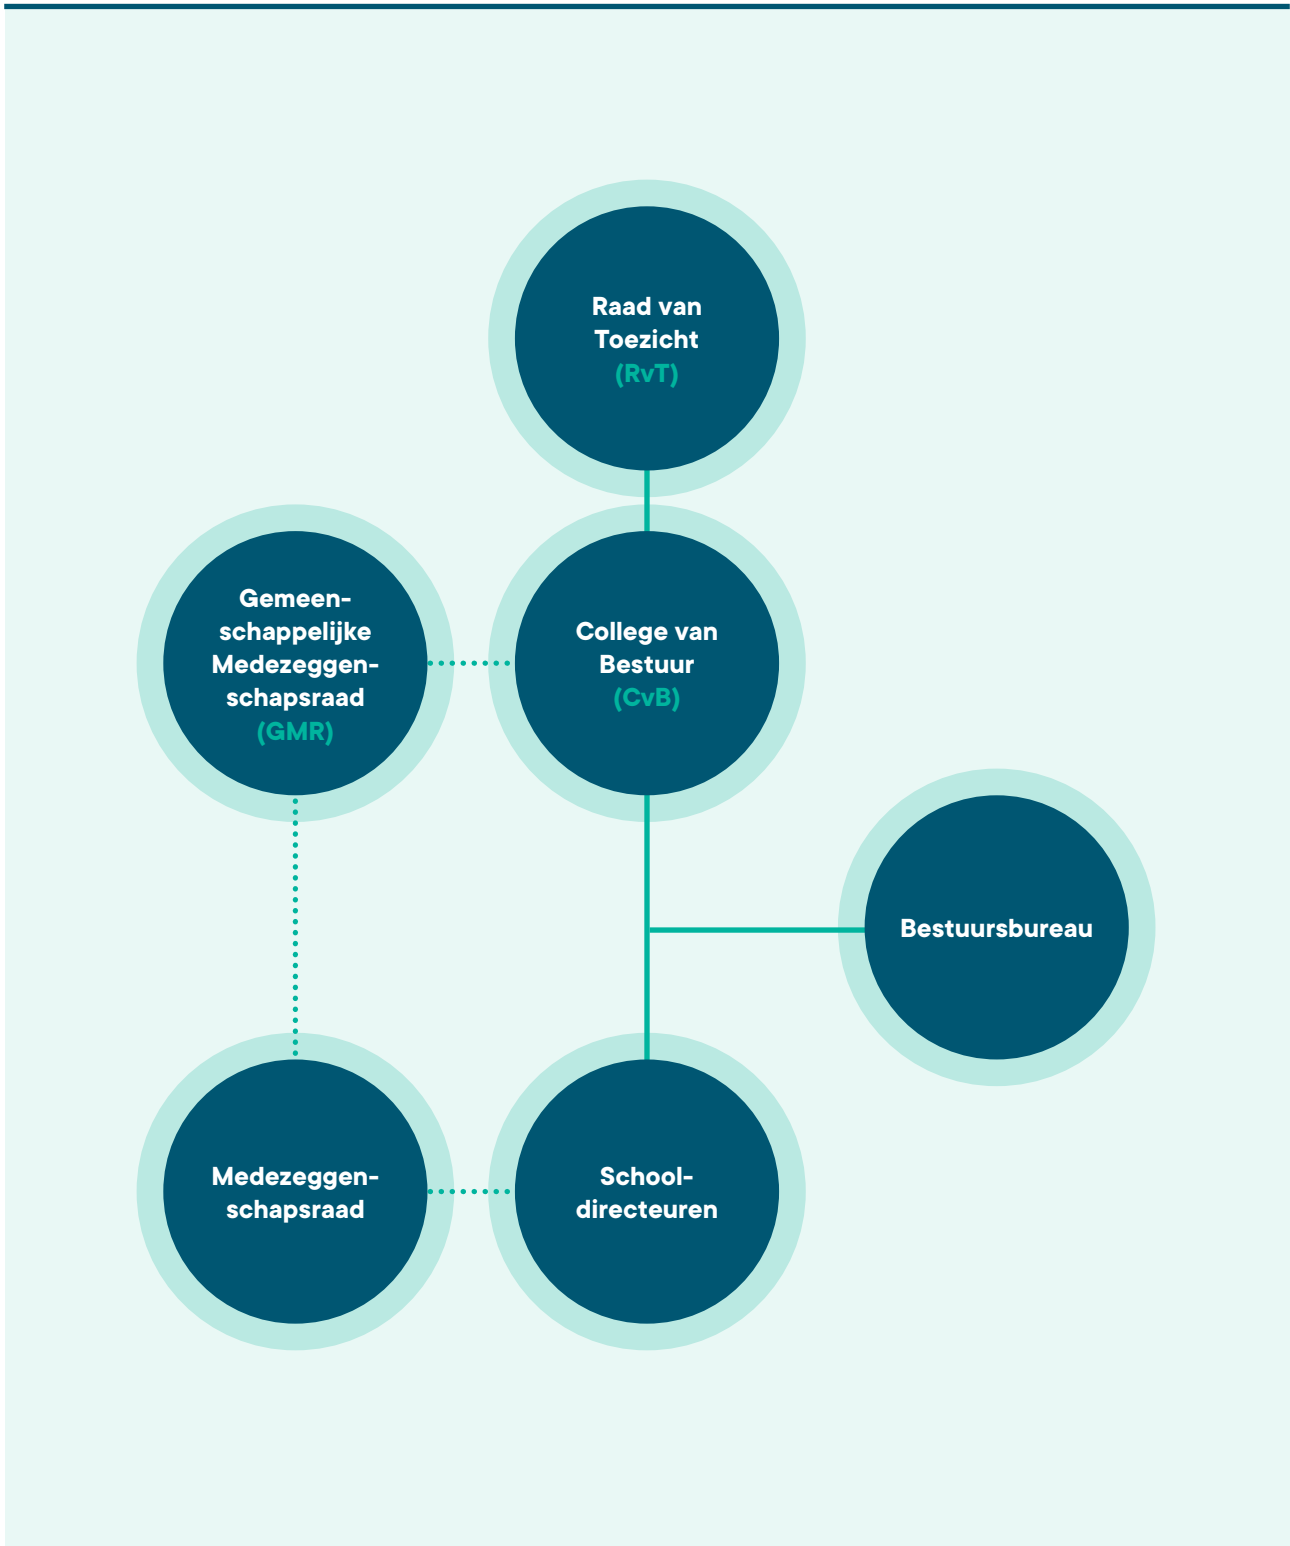 Raad van
Toezicht
(RvT)
Gemeen-
schappelijke
Medezeggen-
schapsraad
(GMR)
College van
Bestuur
(CvB)
Bestuursbureau
Medezeggen-
schapsraad
School-
directeuren